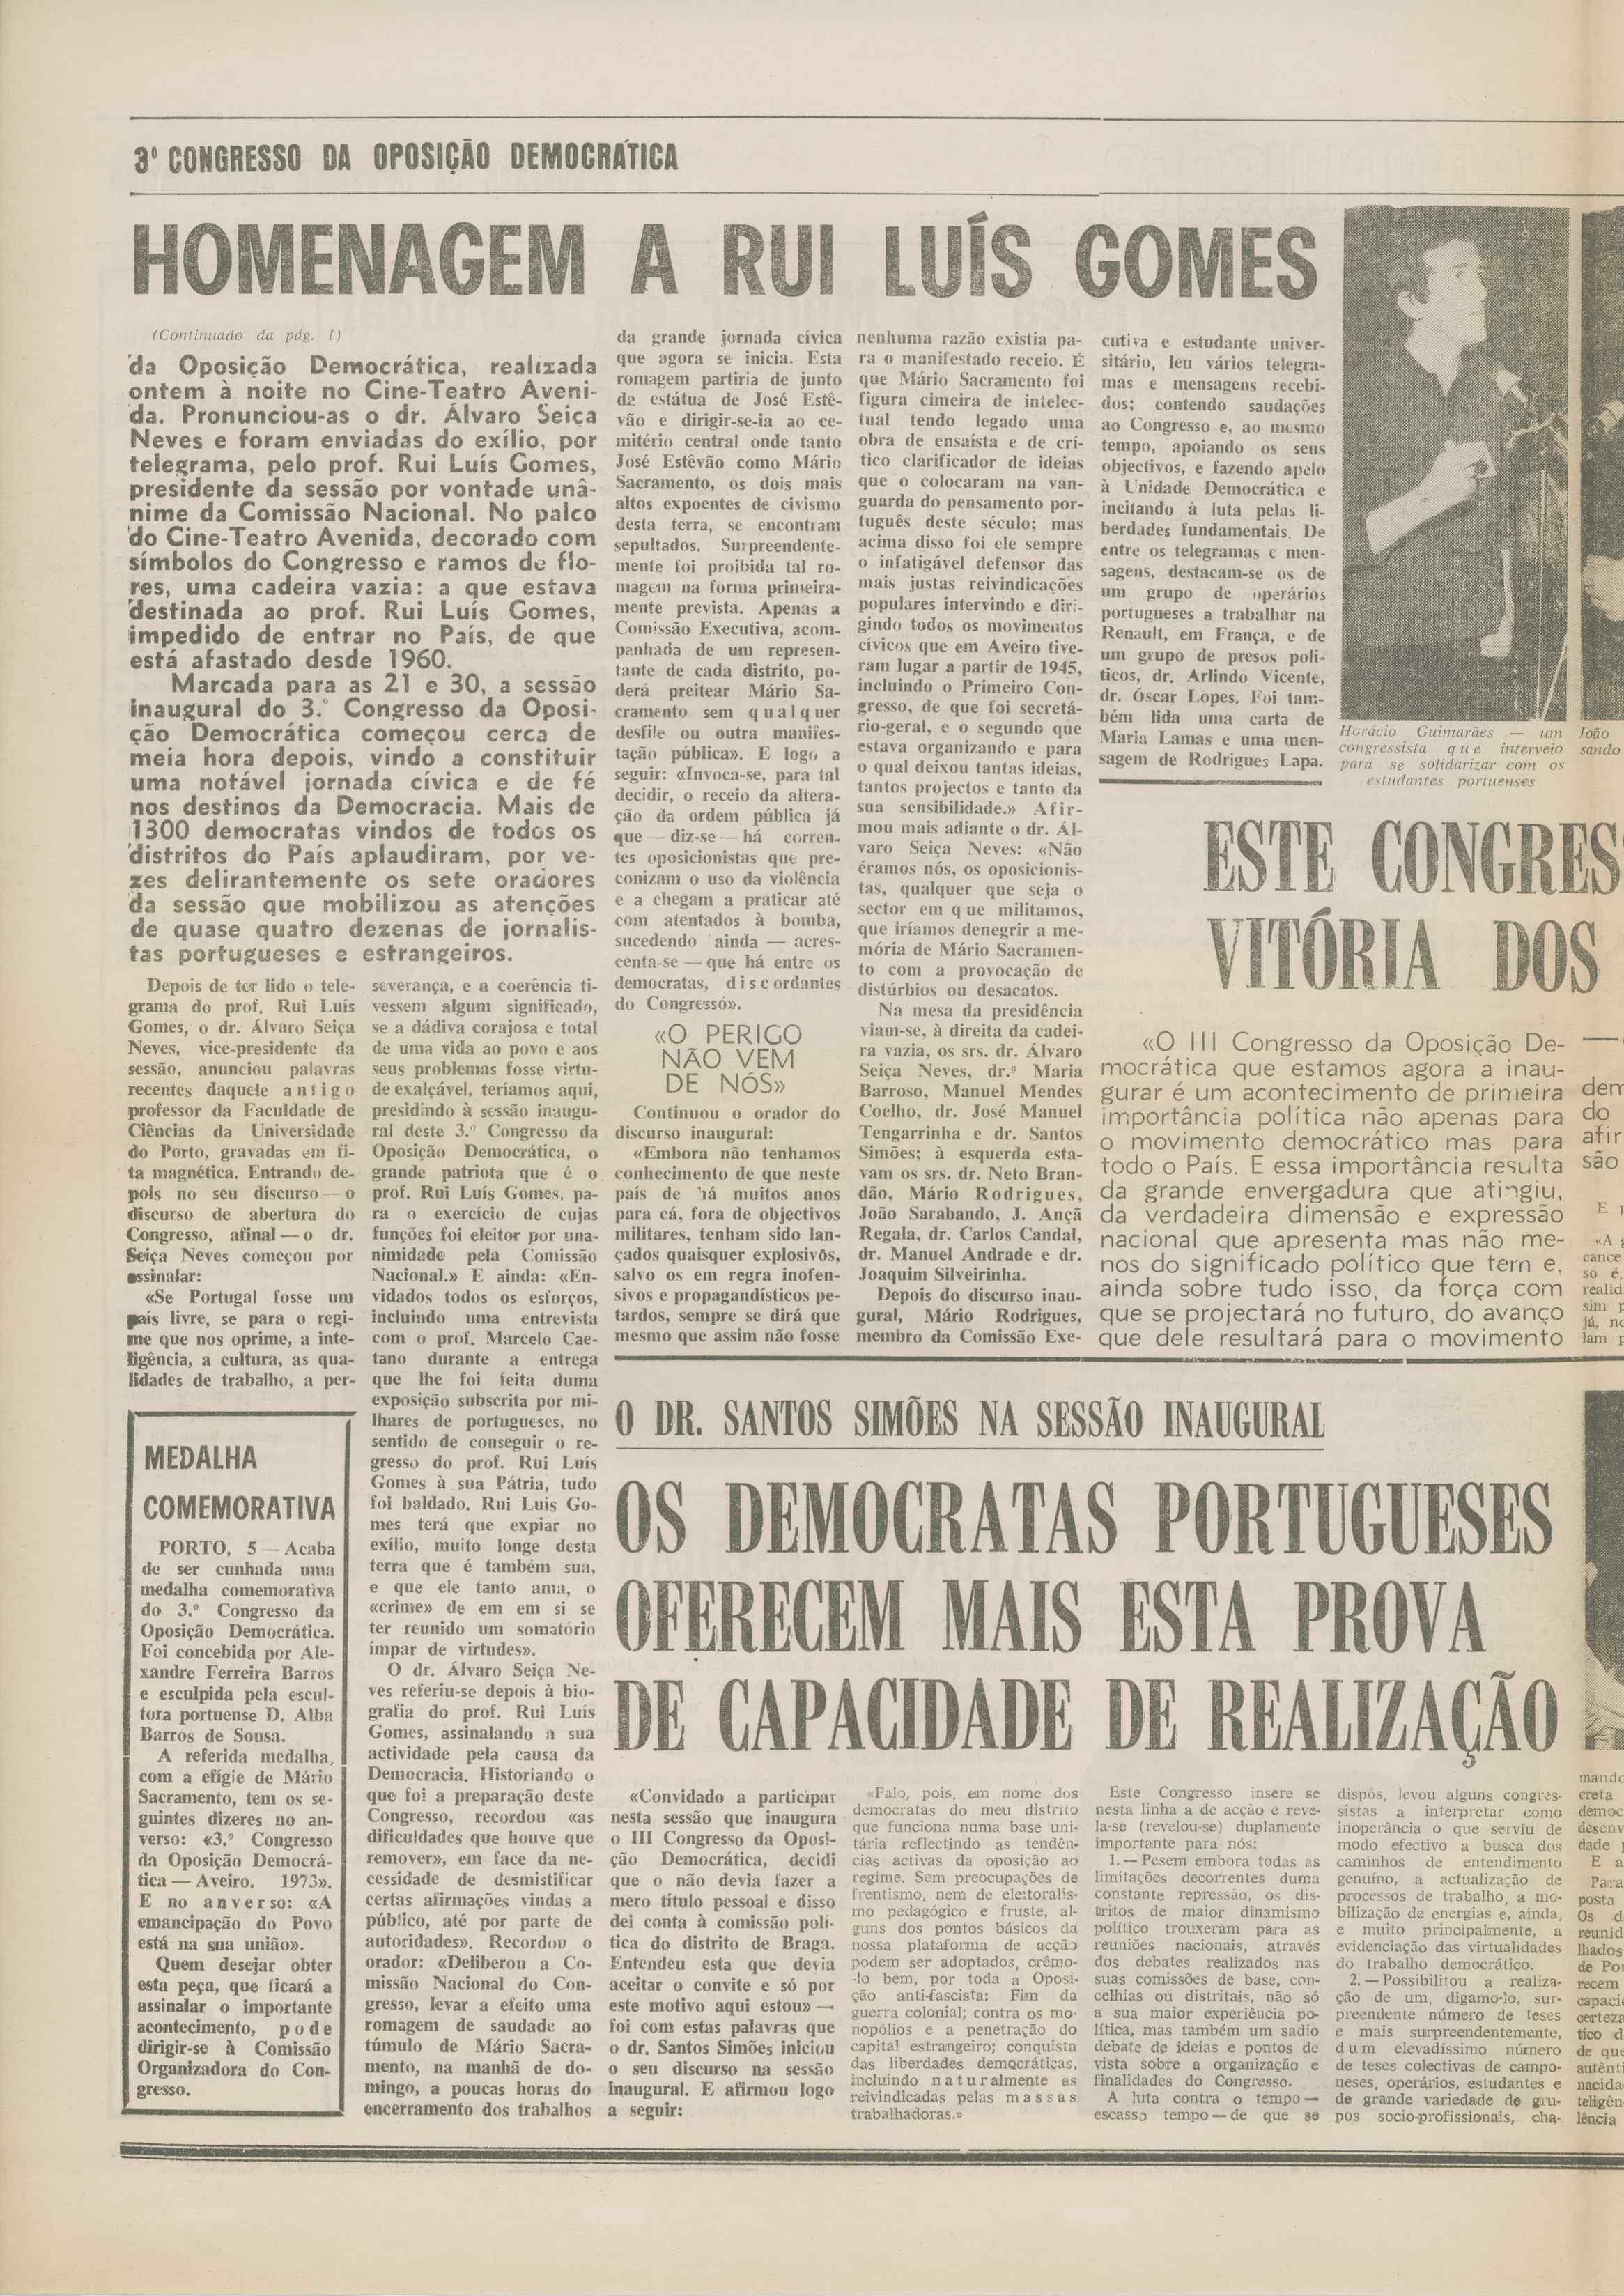 3º CONGRESSO DA OPOSIÇÃO DEMOCRÁTICA
HOMENAGEM A RUI LUÍS GOMES
(Continuado da pág. 1)
da Oposição Democrática, realizada
ontem à noite no Cine-Teatro Aveni-
da. Pronunciou-as o dr. Álvaro Seiça
Neves e foram enviadas do exílio, por
telegrama, pelo prof. Rui Luís Gomes,
presidente da sessão por vontade unâ-
nime da Comissão Nacional. No palco
do Cine-Teatro Avenida, decorado com
símbolos do Congresso e ramos de flo-
res, uma cadeira vazia: a que estava
destinada ao prof. Rui Luís Gomes,
impedido de entrar no País, de que
está afastado desde 1960.
Marcada para as 21 e 30, a sessão
inaugural do 3.º Congresso da Oposi-
ção Democrática começou cerca de
meia hora depois, vindo a constituir
uma notável jornada cívica e de fé
nos destinos da Democracia. Mais de
1300 democratas vindos de todos os
distritos do País aplaudiram, por ve-
zes delirantemente os sete oradores
da sessão que mobilizou as atenções
de quase quatro dezenas de jornalis-
tas portugueses e estrangeiros.
Depois de ter lido o tele-
grama do prof. Rui Luís
Gomes, o dr. Álvaro Seiça
Neves, vice-presidente da
sessão, anunciou palavras
recentes daquele antigo
professor da Faculdade de
Ciências da Universidade
do Porto, gravadas em fi-
ta magnética. Entrando de-
pois no seu discurso — o
discurso de abertura do
Congresso, afinal — o dr.
Seiça Neves começou por
assinalar:
«Se Portugal fosse um
país livre, se para o regi-
me que nos oprime, a inte-
ligência, a cultura, as qua-
lidades de trabalho, a per-
severança, e a coerência ti-
vessem algum significado,
se a dádiva corajosa e total
de uma vida ao povo e aos
seus problemas fosse virtu-
de exalçável, teríamos aqui,
presidindo à sessão inaugu-
ral deste 3.º Congresso da
Oposição Democrática, o
grande patriota que é o
prof. Rui Luís Gomes, pa-
ra o exercício de cujas
funções foi eleitor por una-
nimidade pela Comissão
Nacional.» E ainda: «En-
vidados todos os esforços,
incluindo uma entrevista
com o prof. Marcelo Cae-
tano durante a entrega
que lhe foi feita duma
exposição subscrita por mi-
lhares de portugueses, no
sentido de conseguir o re-
gresso do prof. Rui Luís
Gomes à sua Pátria, tudo
foi baldado. Rui Luís Go-
mes terá que expiar no
exílio, muito longe desta
terra que é também sua,
e que ele tanto ama, o
«crime» de em em si se
ter reunido um somatório
ímpar de virtudes».
O dr. Álvaro Seiça Ne-
ves referiu-se depois à bio-
grafia do prof. Rui Luís
Gomes, assinalando a sua
actividade pela causa da
Democracia. Historiando o
que foi a preparação deste
Congresso, recordou «as
dificuldades que houve que
remover», em face da ne-
cessidade de desmistificar
certas afirmações vindas a
público, até por parte de
autoridades». Recordou o
orador: «Deliberou a Co-
missão Nacional do Con-
gresso, levar a efeito uma
romagem de saudade ao
túmulo de Mário Sacra-
mento, na manhã de do-
mingo, a poucas horas do
encerramento dos trabalhos
da grande jornada cívica
que agora se inicia. Esta
romagem partiria de junto
da estátua de José Estê-
vão e dirigir-se-ia ao ce-
mitério central onde tanto
José Estêvão como Mário
Sacramento, os dois mais
altos expoentes de civismo
desta terra, se encontram
sepultados. Surpreendente-
mente foi proibida tal ro-
magem na forma primeira-
mente prevista. Apenas a
Comissão Executiva, acom-
panhada de um represen-
tante de cada distrito, po-
derá preitear Mário Sa-
cramento sem qualquer
desfile ou outra manifes-
tação pública». E logo a
seguir: «Invoca-se, para tal
decidir, o receio da altera-
ção da ordem pública já
que — diz-se — há corren-
tes oposicionistas que pre-
conizam o uso da violência
e a chegam a praticar até
com atentados à bomba,
sucedendo ainda — acres-
centa-se — que há entre os
democratas, discordantes
do Congresso».
«O PERIGO
NÃO VEM
DE NÓS»
Continuou o orador do
discurso inaugural:
«Embora não tenhamos
conhecimento de que neste
país de há muitos anos
para cá, fora de objectivos
militares, tenham sido lan-
çados quaisquer explosivos,
salvo os em regra inofen-
sivos e propagandísticos pe-
tardos, sempre se dirá que
mesmo que assim não fosse
nenhuma razão existia pa-
ra o manifestado receio. É
que Mário Sacramento foi
figura cimeira de intelec-
tual tendo legado uma
obra de ensaísta e de crí-
tico clarificador de ideias
que o colocaram na van-
guarda do pensamento por-
tuguês deste século; mas
acima disso foi ele sempre
o infatigável defensor das
mais justas reivindicações
populares intervindo e diri-
gindo todos os movimentos
cívicos que em Aveiro tive-
ram lugar a partir de 1945,
incluindo o Primeiro Con-
gresso, de que foi secretá-
rio-geral, e o segundo que
estava organizando e para
o qual deixou tantas ideias,
tantos projectos e tanto da
sua sensibilidade.» Afir-
mou mais adiante o dr. Ál-
varo Seiça Neves: «Não
éramos nós, os oposicionis-
tas, qualquer que seja o
sector em que militamos,
que iríamos denegrir a me-
mória de Mário Sacramen-
to com a provocação de
distúrbios ou desacatos.
Na mesa da presidência
viam-se, à direita da cadei-
ra vazia, os srs. dr. Álvaro
Seiça Neves, dr.ª Maria
Barroso, Manuel Mendes
Coelho, dr. José Manuel
Tengarrinha e dr. Santos
Simões; à esquerda esta-
vam os srs. dr. Neto Bran-
dão, Mário Rodrigues,
João Sarabando, J. Ançã
Regala, dr. Carlos Candal,
dr. Manuel Andrade e dr.
Joaquim Silveirinha.
Depois do discurso inau-
gural, Mário Rodrigues,
membro da Comissão Exe-
cutiva e estudante univer-
sitário, leu vários telegra-
mas e mensagens recebi-
dos; contendo saudações
ao Congresso e, ao mesmo
tempo, apoiando os seus
objectivos, e fazendo apelo
à Unidade Democrática e
incitando à luta pelas li-
berdades fundamentais. De
entre os telegramas e men-
sagens, destacam-se os de
um grupo de operários
portugueses a trabalhar na
Renault, em França, e de
um grupo de presos polí-
ticos, dr. Arlindo Vicente,
dr. Óscar Lopes. Foi tam-
bém lida uma carta de
Maria Lamas e uma men-
sagem de Rodrigues Lapa.
Horácio Guimarães — um
congressista que interveio
para se solidarizar com os
estudantes portuenses
João
sando
ESTE CONGRES
VITÓRIA DOS
«O III Congresso da Oposição De-
mocrática que estamos agora a inau-
gurar é um acontecimento de primeira
importância política não apenas para
o movimento democrático mas para
todo o País. E essa importância resulta
da grande envergadura que atingiu,
da verdadeira dimensão e expressão
nacional que apresenta mas não me-
nos do significado político que tem e,
ainda sobre tudo isso, da força com
que se projectará no futuro, do avanço
que dele resultará para o movimento
dem
do
afir
são
E
«A
cance
so é,
realid
sim p
já, no
lam p
MEDALHA
COMEMORATIVA
PORTO, 5 — Acaba
de ser cunhada uma
medalha comemorativa
do 3.º Congresso da
Oposição Democrática.
Foi concebida por Ale-
xandre Ferreira Barros
e esculpida pela escul-
tora portuense D. Alba
Barros de Sousa.
A referida medalha,
com a efígie de Mário
Sacramento, tem os se-
guintes dizeres no an-
verso: «3.º Congresso
da Oposição Democrá-
tica — Aveiro. 1973».
E no anverso: «A
emancipação do Povo
está na sua união».
Quem desejar obter
esta peça, que ficará a
assinalar o importante
acontecimento, pode
dirigir-se à Comissão
Organizadora do Con-
gresso.
O DR. SANTOS SIMÕES NA SESSÃO INAUGURAL
OS DEMOCRATAS PORTUGUESES
OFERECEM MAIS ESTA PROVA
DE CAPACIDADE DE REALIZAÇÃO
«Convidado a participar
nesta sessão que inaugura
o III Congresso da Oposi-
ção Democrática, decidi
que o não devia fazer a
mero título pessoal e disso
dei conta à comissão polí-
tica do distrito de Braga.
Entendeu esta que devia
aceitar o convite e só por
este motivo aqui estou» —
foi com estas palavras que
o dr. Santos Simões iniciou
o seu discurso na sessão
inaugural. E afirmou logo
a seguir:
«Falo, pois, em nome dos
democratas do meu distrito
que funciona numa base uni-
tária reflectindo as tendên-
cias activas da oposição ao
regime. Sem preocupações de
frentismo, nem de eleitoralis-
mo pedagógico e fruste, al-
guns dos pontos básicos da
nossa plataforma de acção
podem ser adoptados, crêmo-
-lo bem, por toda a Oposi-
ção anti-fascista: Fim da
guerra colonial; contra os mo-
nopólios e a penetração do
capital estrangeiro; conquista
das liberdades democráticas,
incluindo naturalmente as
reivindicadas pelas massas
trabalhadoras.»
Este Congresso insere se
nesta linha a de acção e reve-
la-se (revelou-se) duplamente
importante para nós:
1. — Pesem embora todas as
limitações decorrentes duma
constante repressão, os dis-
tritos de maior dinamismo
político trouxeram para as
reuniões nacionais, através
dos debates realizados nas
suas comissões de base, con-
celhias ou distritais, não só
a sua maior experiência po-
lítica, mas também um sadio
debate de ideias e pontos de
vista sobre a organização e
finalidades do Congresso.
A luta contra o tempo —
escasso tempo — de que se
dispôs, levou alguns congres-
sistas a interpretar como
inoperância o que serviu de
modo efectivo a busca dos
caminhos de entendimento
genuíno, a actualização de
processos de trabalho, a mo-
bilização de energias e, ainda,
e muito principalmente, a
evidenciação das virtualidades
do trabalho democrático.
2. — Possibilitou a realiza-
ção de um, digamo-lo, sur-
preendente número de teses
e mais surpreendentemente,
dum elevadíssimo número
de teses colectivas de campo-
neses, operários, estudantes e
de grande variedade de gru-
pos socio-profissionais, cha-
mando
creta
democ
desenv
dade
E a
Para
posta
Os d
reunid
lhados
de Por
recem
capaci
certeza
tico d
de que
autênti
nacida
teligên
lência